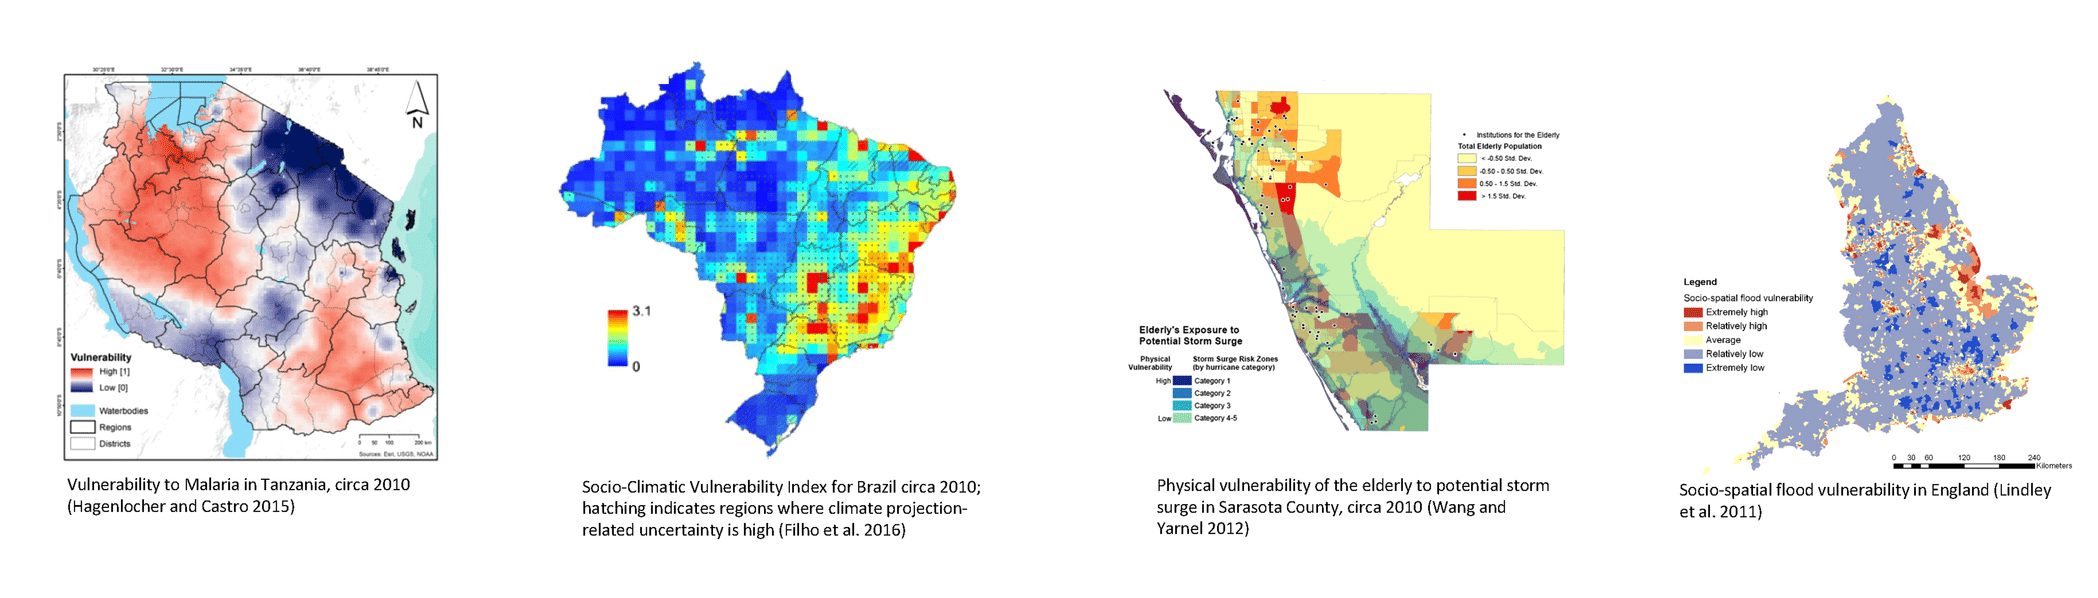 30°25'0"E 32°30'0"E 34°35'0"E 36°40'0"E 38°45'0"E
N
Vulnerability
High [1]
Low [0]
Waterbodies
Regions
Districts
0 50 100 200 km
Sources: Esri, USGS, NOAA
Vulnerability to Malaria in Tanzania, circa 2010
(Hagenlocher and Castro 2015)
3.1
0
Socio-Climatic Vulnerability Index for Brazil circa 2010;
hatching indicates regions where climate projection-
related uncertainty is high (Filho et al. 2016)
Institutions for the Elderly
Total Elderly Population
< -0.50 Std. Dev.
-0.50 - 0.50 Std. Dev.
0.50 - 1.5 Std. Dev.
> 1.5 Std. Dev.
Elderly's Exposure to
Potential Storm Surge
Physical
Vulnerability
Storm Surge Risk Zones
(by hurricane category)
High
Category 1
Category 2
Category 3
Low
Category 4-5
Physical vulnerability of the elderly to potential storm
surge in Sarasota County, circa 2010 (Wang and
Yarnel 2012)
Legend
Socio-spatial flood vulnerability
Extremely high
Relatively high
Average
Relatively low
Extremely low
0 30 60 120 180 240
Kilometers
Socio-spatial flood vulnerability in England (Lindley
et al. 2011)